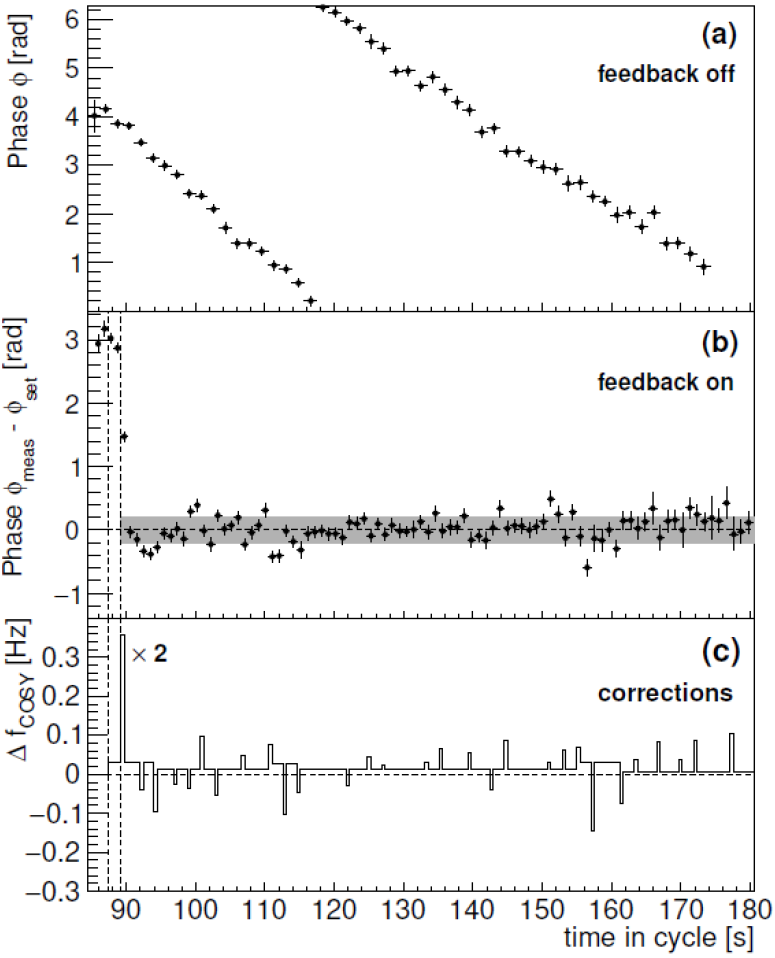 (a)
feedback off
Phase ϕ [rad]
6
5
4
3
2
1
(b)
feedback on
Phase ϕmeas - ϕset [rad]
3
2
1
0
−1
(c)
× 2
corrections
Δ fCOSY [Hz]
0.3
0.2
0.1
0
−0.1
−0.2
−0.3
90 100 110 120 130 140 150 160 170 180
time in cycle [s]